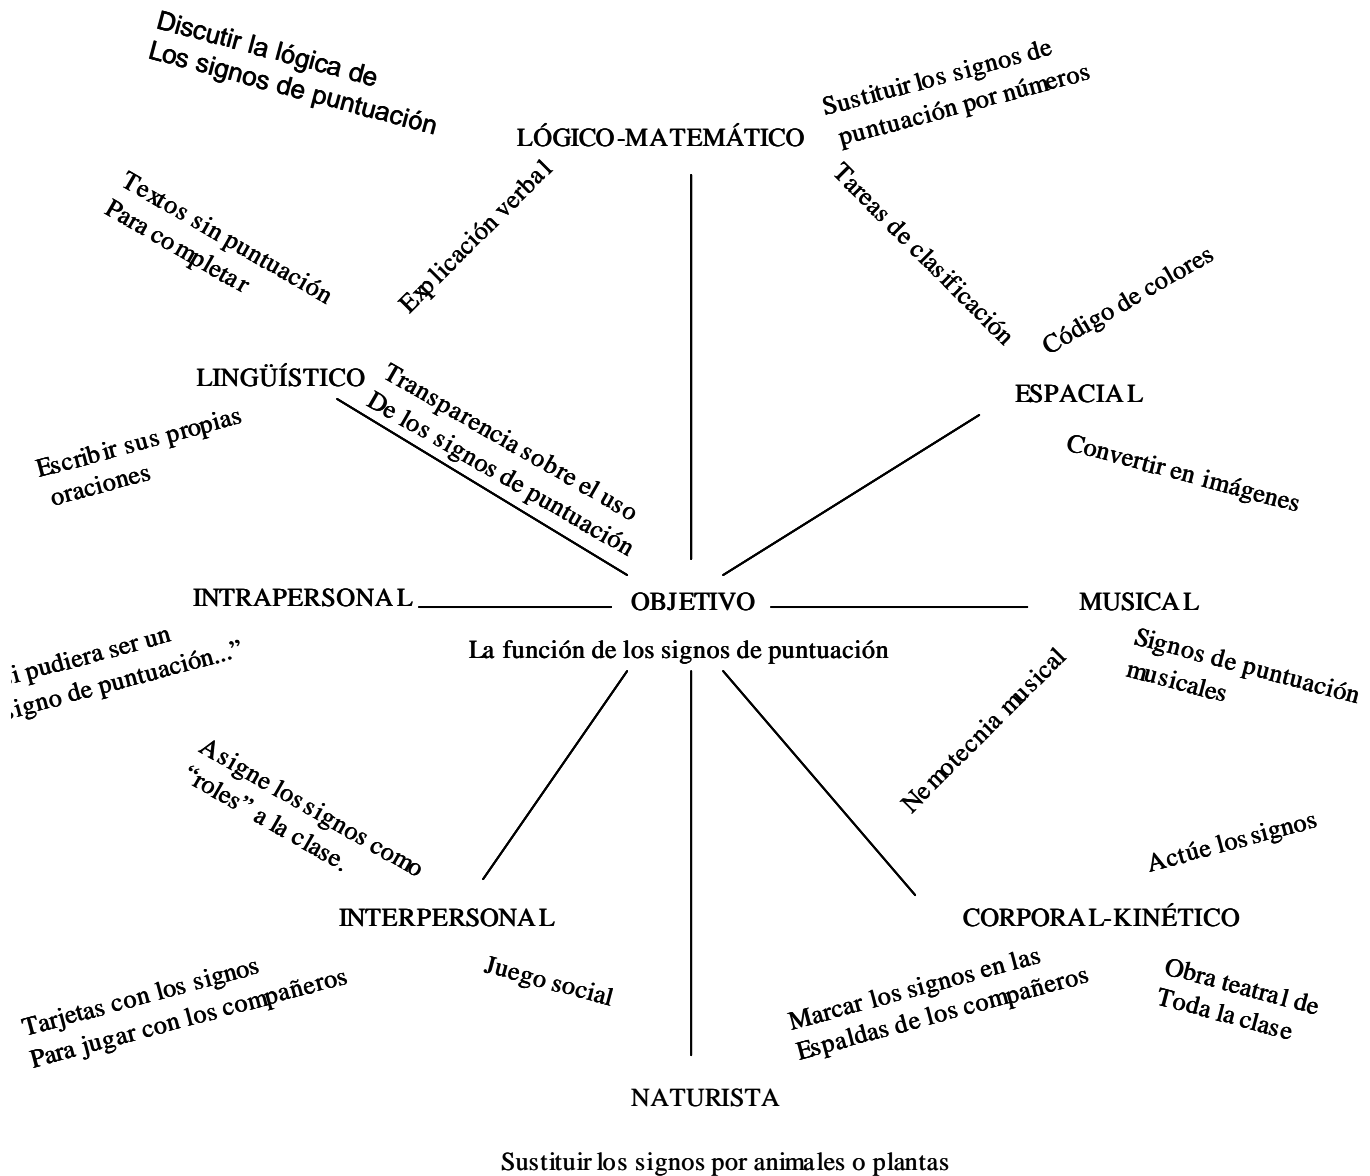 Discutir la lógica de
Los signos de puntuación
Sustituir los signos de
puntuación por números
LÓGICO-MATEMÁTICO
Textos sin puntuación
Para completar
Explicación verbal
Tareas de clasificación
Código de colores
LINGÜÍSTICO
Transparencia sobre el uso
De los signos de puntuación
ESPACIAL
Escribir sus propias
oraciones
Convertir en imágenes
INTRAPERSONAL
OBJETIVO
MUSICAL
La función de los signos de puntuación
i pudiera ser un
igno de puntuación...”
Signos de puntuación
musicales
Nemotecnia musical
Asigne los signos como
“roles” a la clase.
Actúe los signos
INTERPERSONAL
CORPORAL-KINÉTICO
Tarjetas con los signos
Para jugar con los compañeros
Juego social
Marcar los signos en las
Espaldas de los compañeros
Obra teatral de
Toda la clase
NATURISTA
Sustituir los signos por animales o plantas